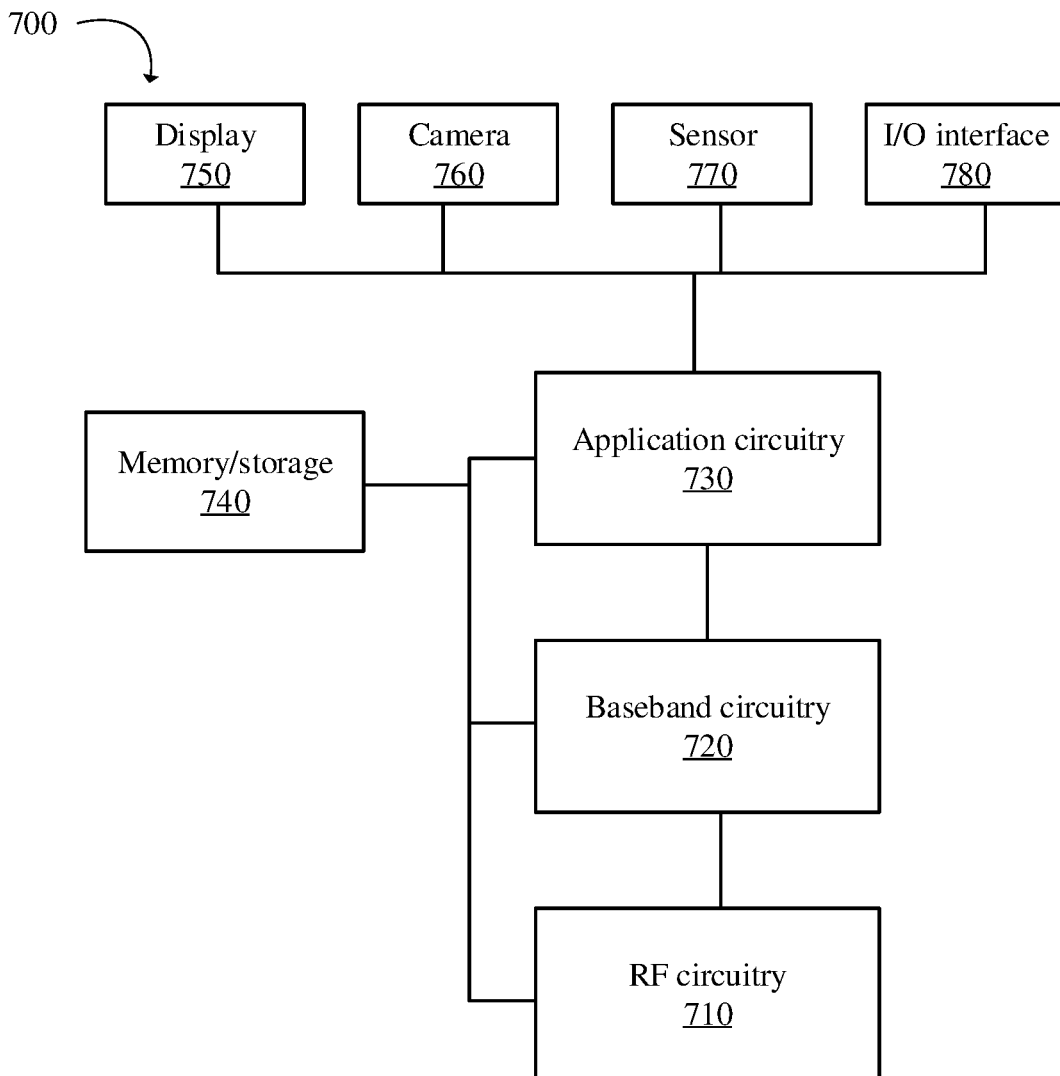 700
Display
750
Camera
760
Sensor
770
I/O interface
780
Application circuitry
730
Memory/storage
740
Baseband circuitry
720
RF circuitry
710